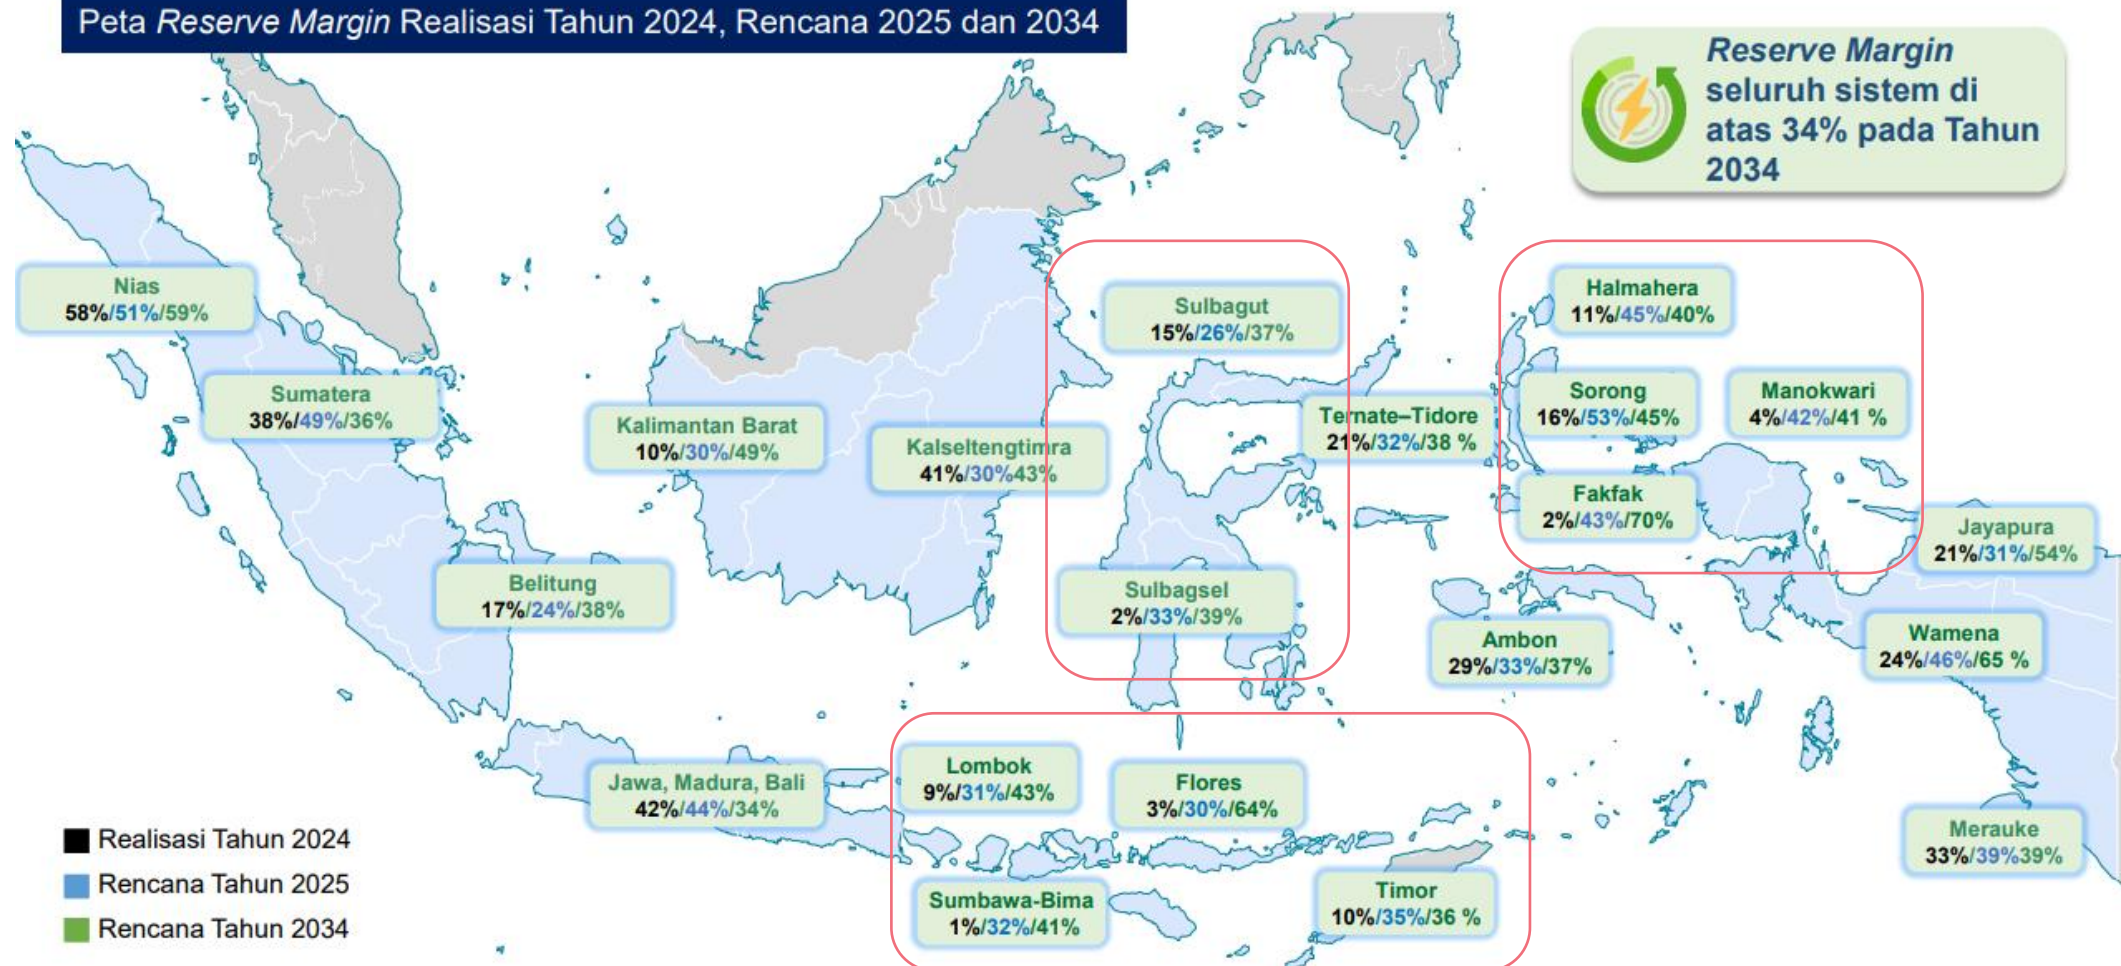 Peta Reserve Margin Realisasi Tahun 2024, Rencana 2025 dan 2034
Reserve Margin
seluruh sistem di
atas 34% pada Tahun
2034
Nias
58%/51%/59%
Sumatera
38%/49%/36%
Belitung
17%/24%/38%
Kalimantan Barat
10%/30%/49%
Kalseltengtimra
41%/30%43%
Sulbagut
15%/26%/37%
Sulbagsel
2%/33%/39%
Ternate–Tidore
21%/32%/38 %
Halmahera
11%/45%/40%
Sorong
16%/53%/45%
Manokwari
4%/42%/41 %
Fakfak
2%/43%/70%
Jayapura
21%/31%/54%
Ambon
29%/33%/37%
Wamena
24%/46%/65 %
Jawa, Madura, Bali
42%/44%/34%
Lombok
9%/31%/43%
Flores
3%/30%/64%
Sumbawa-Bima
1%/32%/41%
Timor
10%/35%/36 %
Merauke
33%/39%39%
Realisasi Tahun 2024
Rencana Tahun 2025
Rencana Tahun 2034